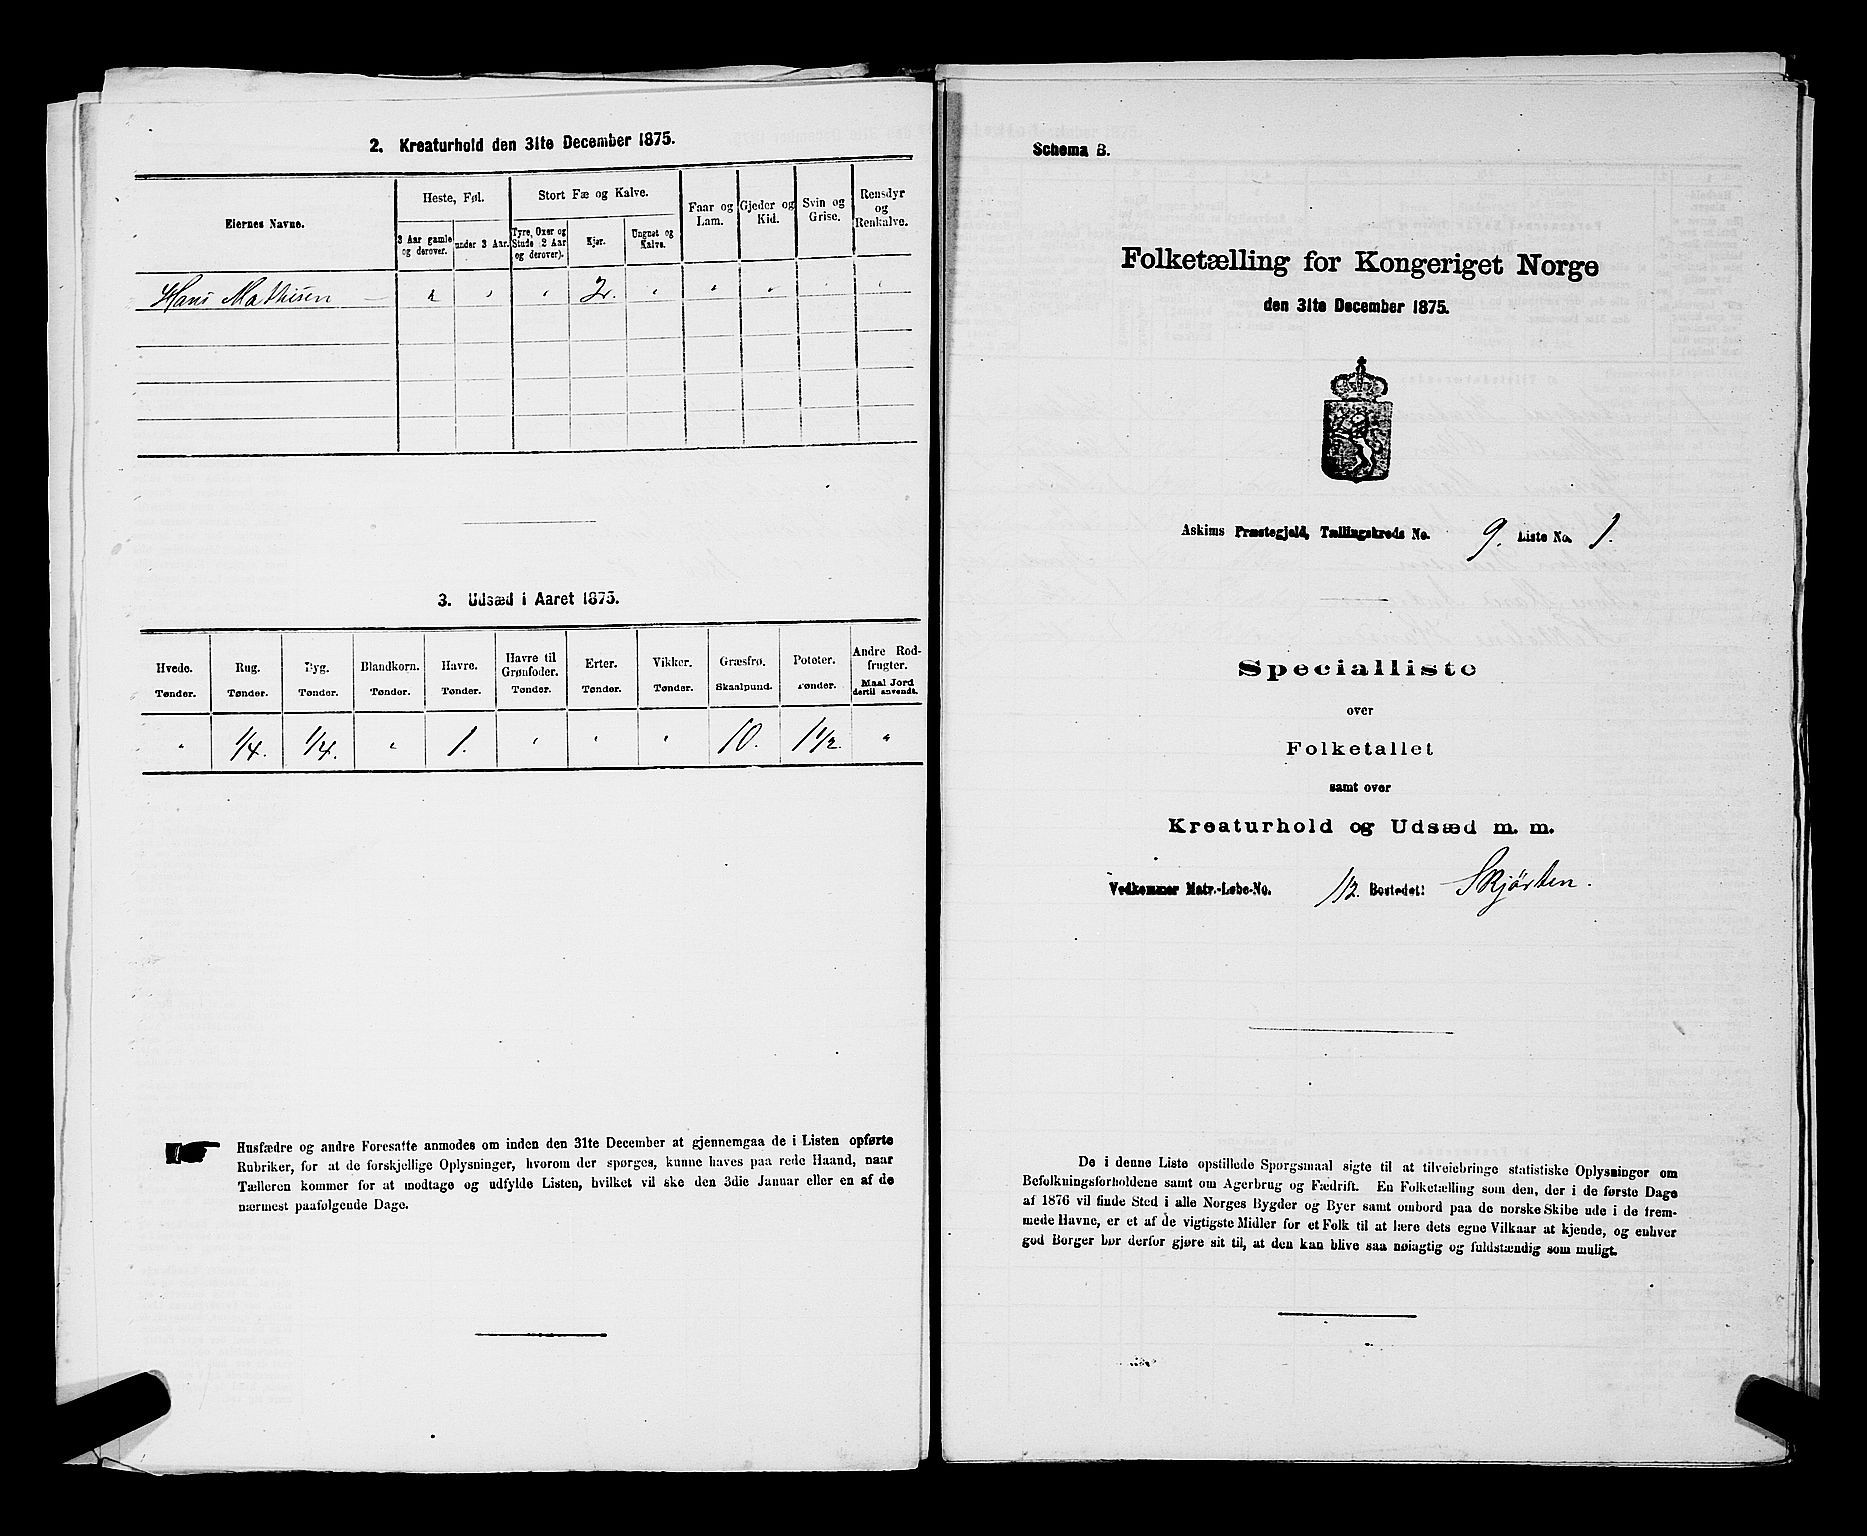 2. Kreaturhold den 31te December 1875.
Eiernes Navne.
Heste, Føl.
3 Aar gamle og derover.
under 3 Aar.
Stort Fæ og Kalve.
Tyre, Oxer og Stude (2 Aar og derover).
Kjør.
Ungnøt og Kalve.
Faar og Lam.
Gjeder og Kid.
Svin og Grise.
Rensdyr og Renkalve.
Hans Mathisen " " " 2. " " " " "
3. Udsæd i Aaret 1875.
Hvede. Rug. Byg. Blandkorn. Havre. Havre til Grønfoder. Erter. Vikker. Græsfrø. Poteter. Andre Rodfrugter.
Tønder. Tønder. Tønder. Tønder. Tønder. Tønder. Tønder. Tønder. Skaalpund. Tønder. Maal Jord dertil anvendt.
" 1/4. 1/4. " 1. " " " 10. 1 1/2 "
Husfædre og andre Foresatte anmodes om inden den 31te December at gjennemgaa de i Listen opførte
Rubriker, for at de forskjellige Oplysninger, hvorom der spørges, kunne haves paa rede Haand, naar
Tælleren kommer for at modtage og udfylde Listen, hvilket vil ske den 3die Januar eller en af de
nærmest paafølgende Dage.
Schema B.
Folketælling for Kongeriget Norge
den 31te December 1875.
Askims Præstegjeld, Tællingskreds No. 9. Liste No. 1.
Specialliste
over
Folketallet
samt over
Kreaturhold og Udsæd m. m.
Vedkommer Matr.-Løbe-No. 112. Bostedet: Skjörten.
De i denne Liste opstillede Spørgsmaal sigte til at tilveiebringe statistiske Oplysninger om
Befolkningsforholdene samt om Agerbrug og Fædrift. En Folketælling som den, der i de første Dage
af 1876 vil finde Sted i alle Norges Bygder og Byer samt ombord paa de norske Skibe ude i de frem-
mede Havne, er et af de vigtigste Midler for et Folk til at lære dets egne Vilkaar at kjende, og enhver
god Borger bør derfor gjøre sit til, at den kan blive saa nøiagtig og fuldstændig som muligt.